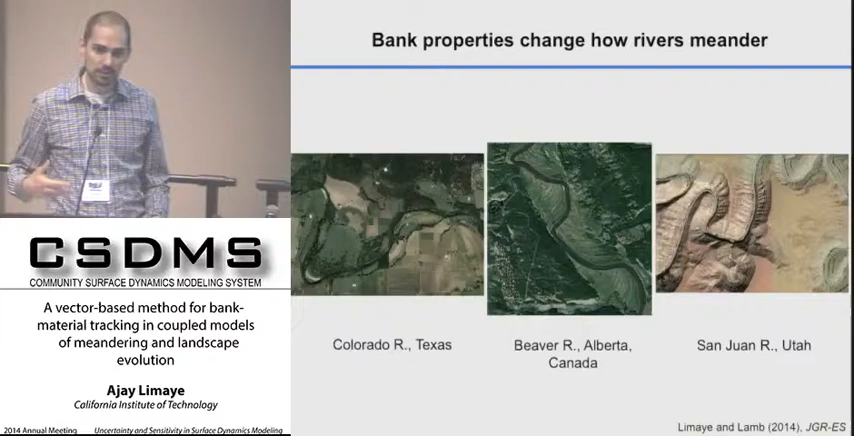 Bank properties change how rivers meander
CSDMS
COMMUNITY SURFACE DYNAMICS MODELING SYSTEM
A vector-based method for bank-
material tracking in coupled models
of meandering and landscape
evolution
Ajay Limaye
California Institute of Technology
2014 Annual Meeting
Uncertainty and Sensitivity in Surface Dynamics Modeling
Colorado R., Texas
Beaver R., Alberta,
Canada
San Juan R., Utah
Limaye and Lamb (2014), JGR-ES